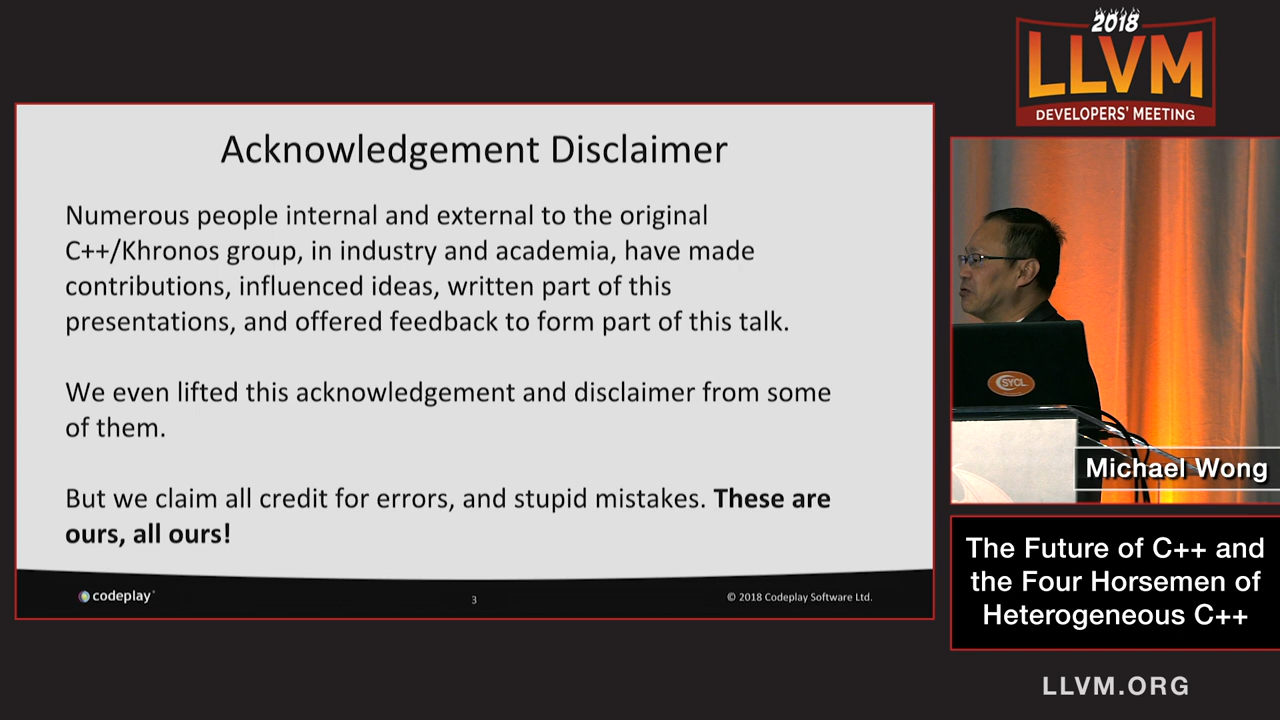 2018
LLVM
DEVELOPERS' MEETING
Acknowledgement Disclaimer
Numerous people internal and external to the original
C++/Khronos group, in industry and academia, have made
contributions, influenced ideas, written part of this
presentations, and offered feedback to form part of this talk.
We even lifted this acknowledgement and disclaimer from some
of them.
But we claim all credit for errors, and stupid mistakes. These are
ours, all ours!
codeplay
3
© 2018 Codeplay Software Ltd.
SYCL
Michael Wong
The Future of C++ and
the Four Horsemen of
Heterogeneous C++
LLVM.ORG